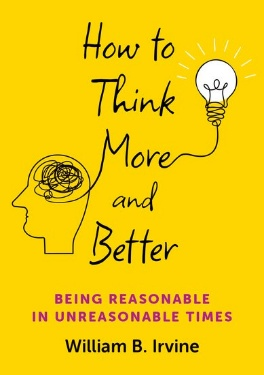 How to
Think
More
and
Better
BEING REASONABLE
IN UNREASONABLE TIMES
William B. Irvine